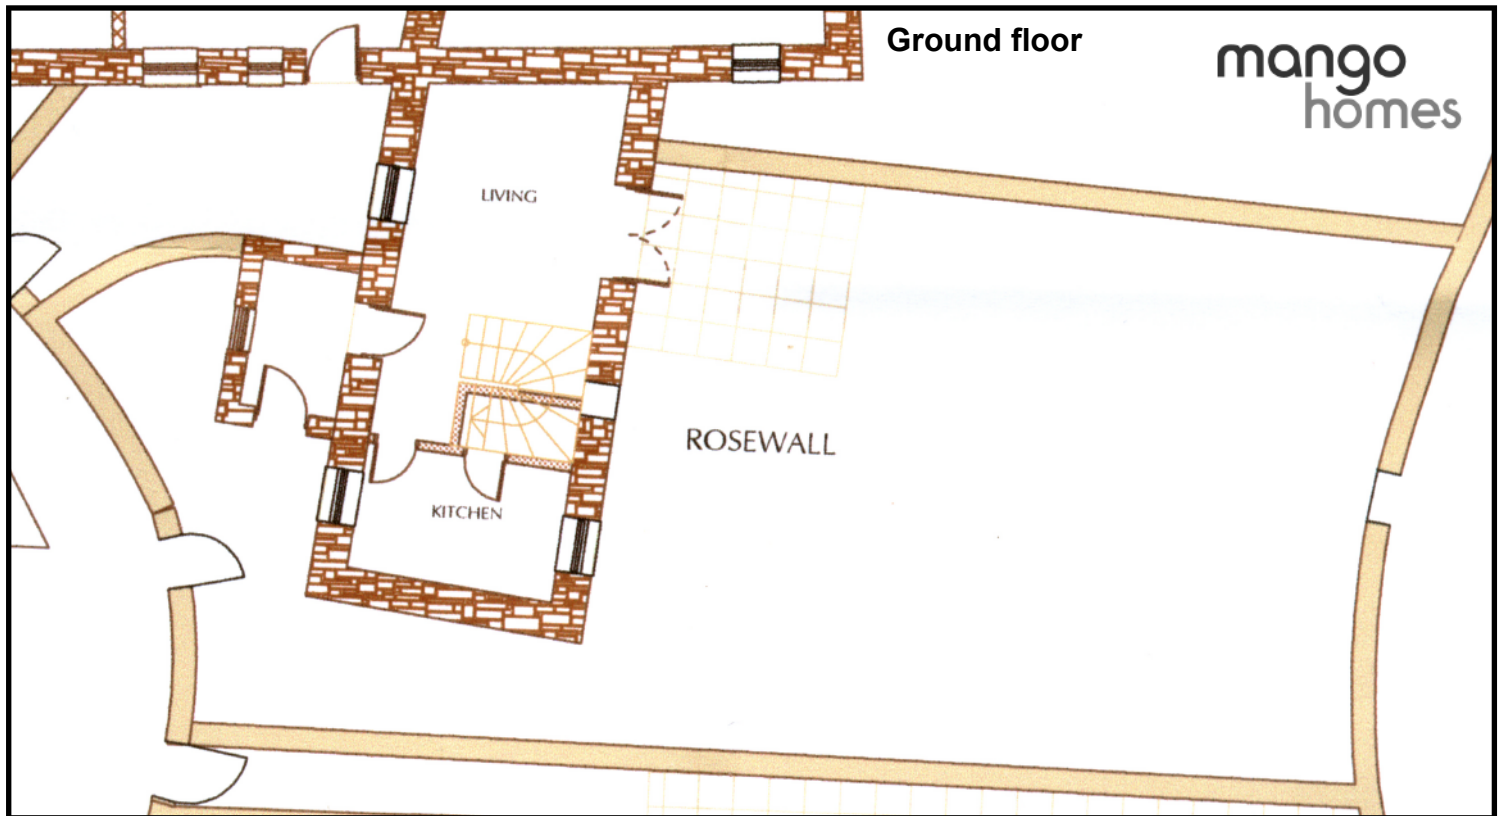 Ground floor
mango
homes
LIVING
ROSEWALL
KITCHEN